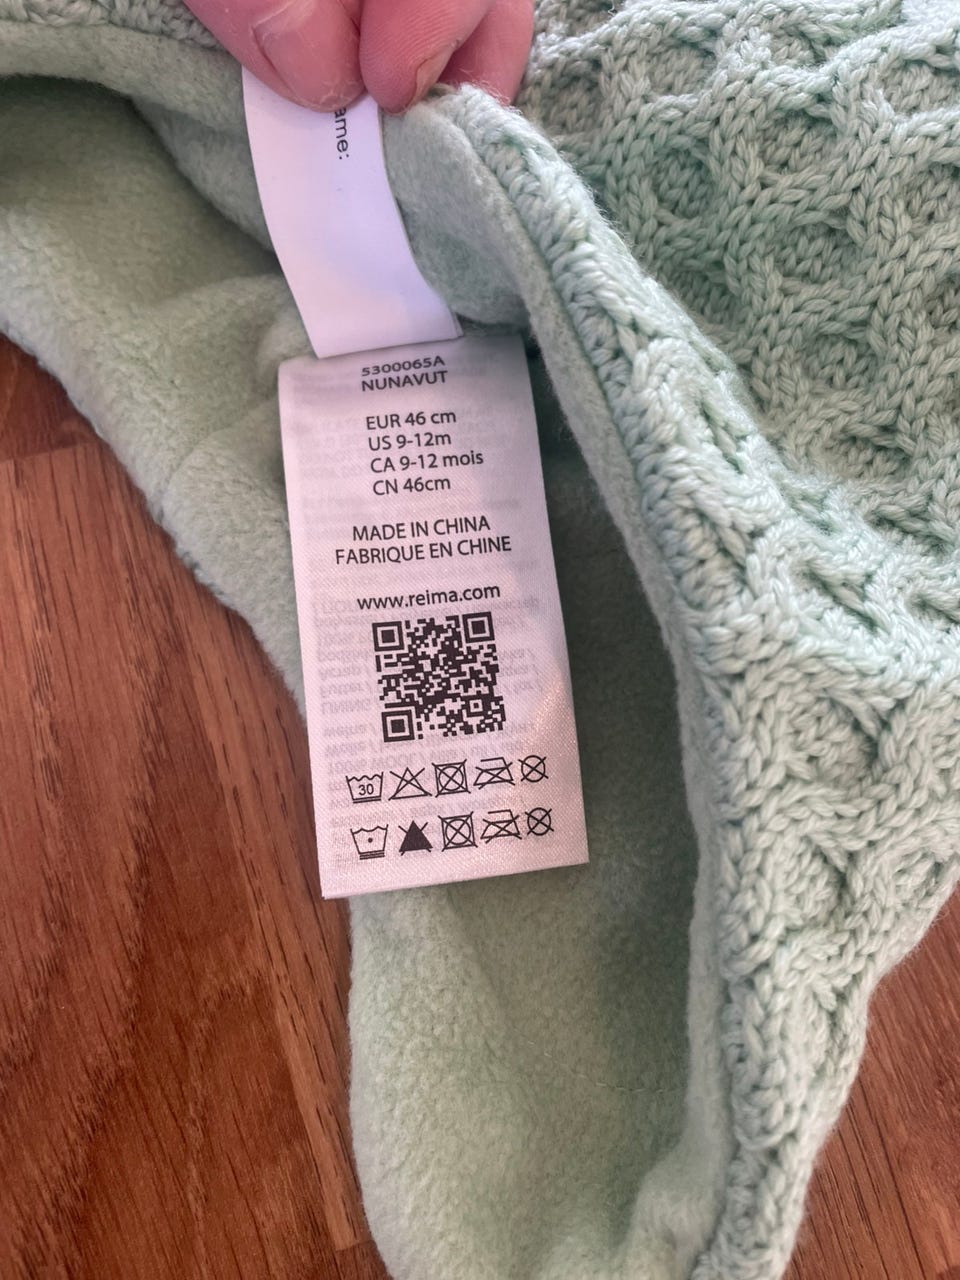 ame:
5300065A
NUNAVUT
EUR 46 cm
US 9-12m
CA 9-12 mois
CN 46cm
MADE IN CHINA
FABRIQUE EN CHINE
www.reima.com
30